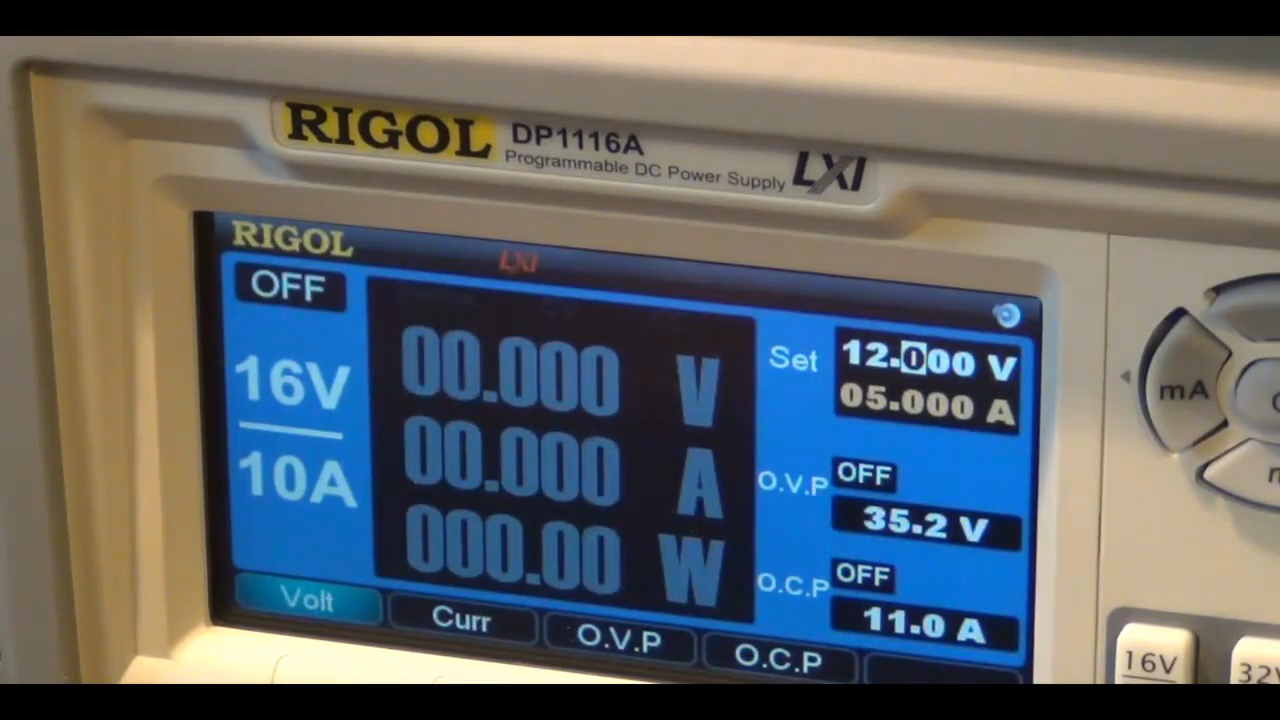 RIGOL DP1116A
Programmable DC Power Supply LXI
RIGOL LXI
OFF
16V
10A
00.000 V
00.000 A
000.00 W
Set 12.000 V
05.000 A
O.V.P OFF
35.2 V
O.C.P OFF
11.0 A
Volt Curr O.V.P O.C.P
mA
16V